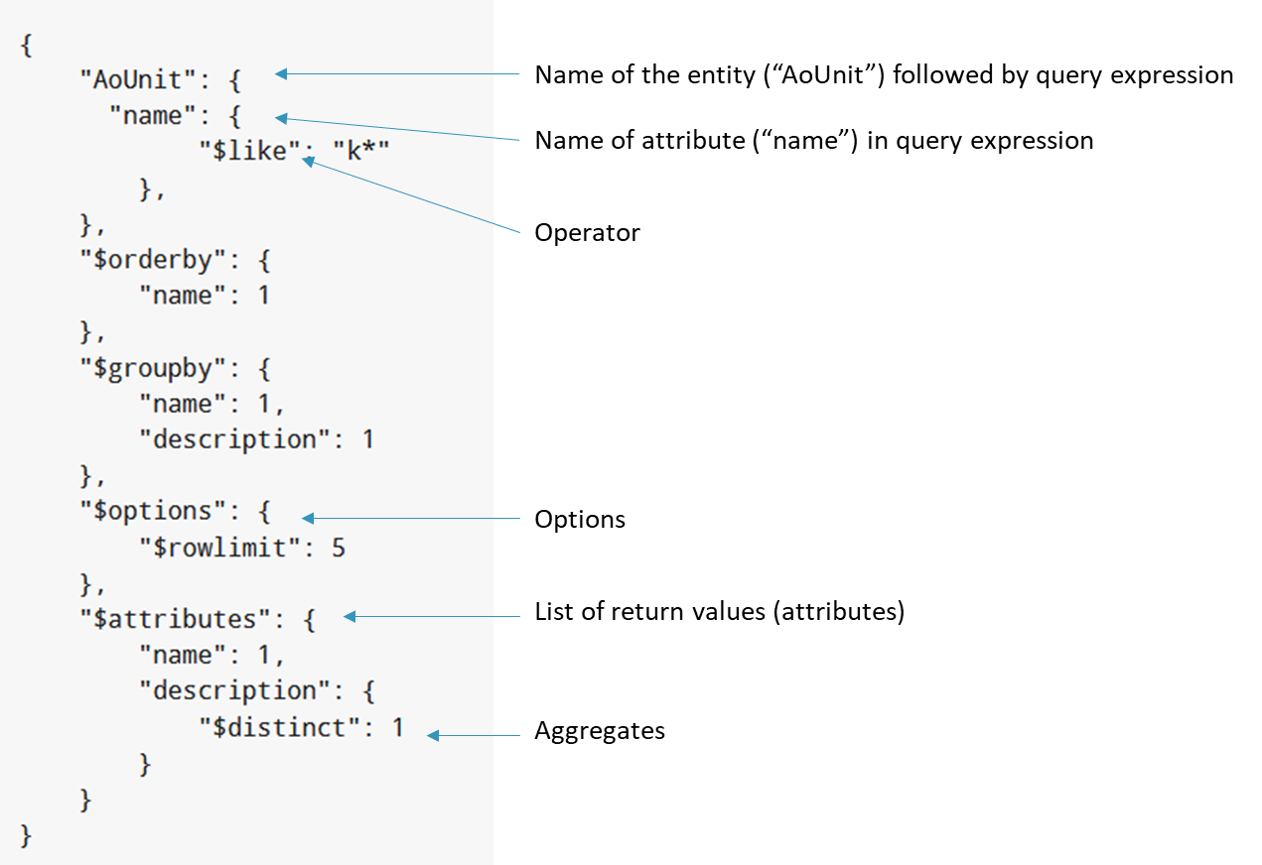 {
"AoUnit": {
Name of the entity (“AoUnit”) followed by query expression
"name": {
Name of attribute (“name”) in query expression
"$like": "k*"
},
Operator
},
"$orderby": {
"name": 1
},
"$groupby": {
"name": 1,
"description": 1
},
"$options": {
Options
"$rowlimit": 5
},
"$attributes": {
List of return values (attributes)
"name": 1,
"description": {
"$distinct": 1
Aggregates
}
}
}